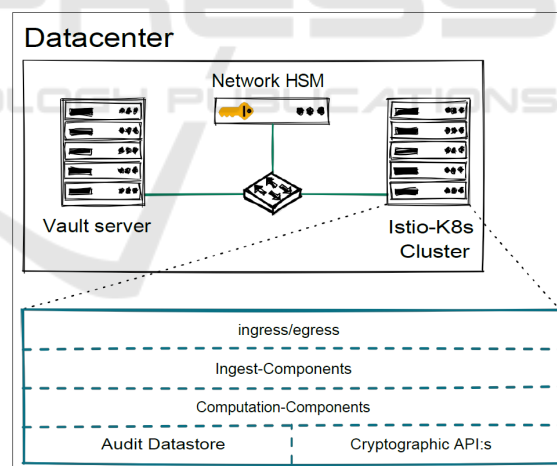 Datacenter
Network HSM
Vault server
Istio-K8s
Cluster
ingress/egress
Ingest-Components
Computation-Components
Audit Datastore
Cryptographic API:s